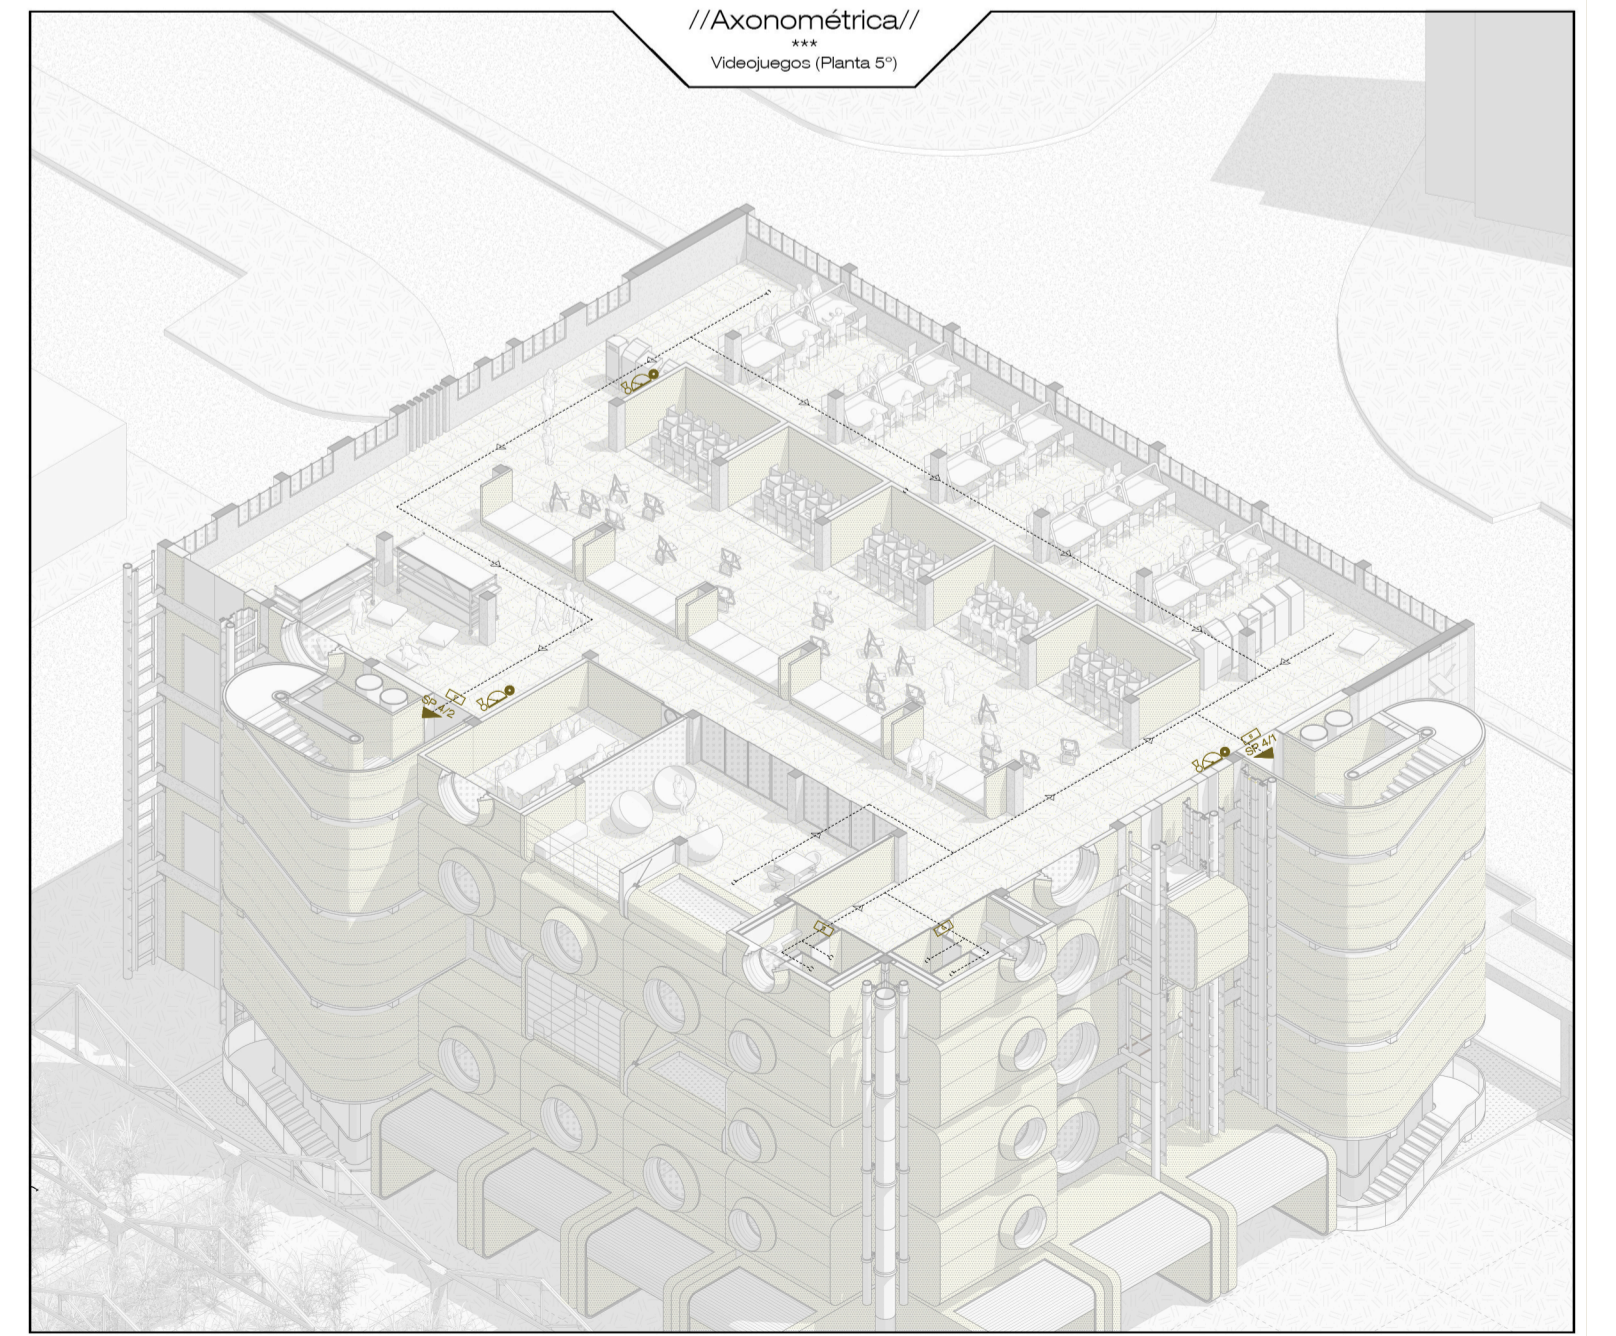 //Axonométrica//
***
Videojuegos (Planta 5º)
SP 4/2
SP 4/1